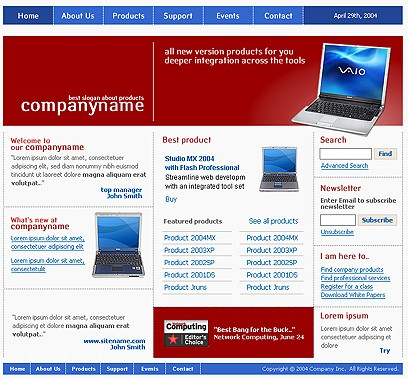 Home About Us Products Support Events Contact April 29th, 2004
all new version products for you
deeper integration across the tools
best slogan about products
companyname
VAIO
Welcome to
our companyname
"Lorem ipsum dolor sit amet, consectetuer
adipiscing elit, sed diam nonummy nibh euismod
tincidunt ut laoreet dolore magna aliquam erat
volutpat.."
top manager
John Smith
What's new at
companyname
Lorem ipsum dolor sit amet,
consectetuer adipiscing elit
Lorem ipsum dolor sit amet,
consectetuit
"Lorem ipsum dolor sit amet, consectetuer
dolore magna aliquam erat
volutpat.."
www.sitename.com
John Smith
Best product
Studio MX 2004
with Flash Professional
Streamline web developm
with an integrated tool set
Buy
Featured products See all products
Product 2004MX Product 2004MX
Product 2003XP Product 2003XP
Product 2002SP Product 2002SP
Product 2001DS Product 2001DS
Product Jruns Product Jruns
Computing
Editor's
Choice
"Best Bang for the Buck.."
Network Computing, June 24
Search
Find
Advanced Search
Newsletter
Enter Email to subscribe
newsletter
Subscribe
Unsubscribe
I am here to..
Find company products
Find professional services
Register for a class
Download White Papers
Lorem ipsum
dolor sit amet
Try
Home About Us Products Support Events Contact Copyright © 2004 Company Inc. All Rights Reserved.